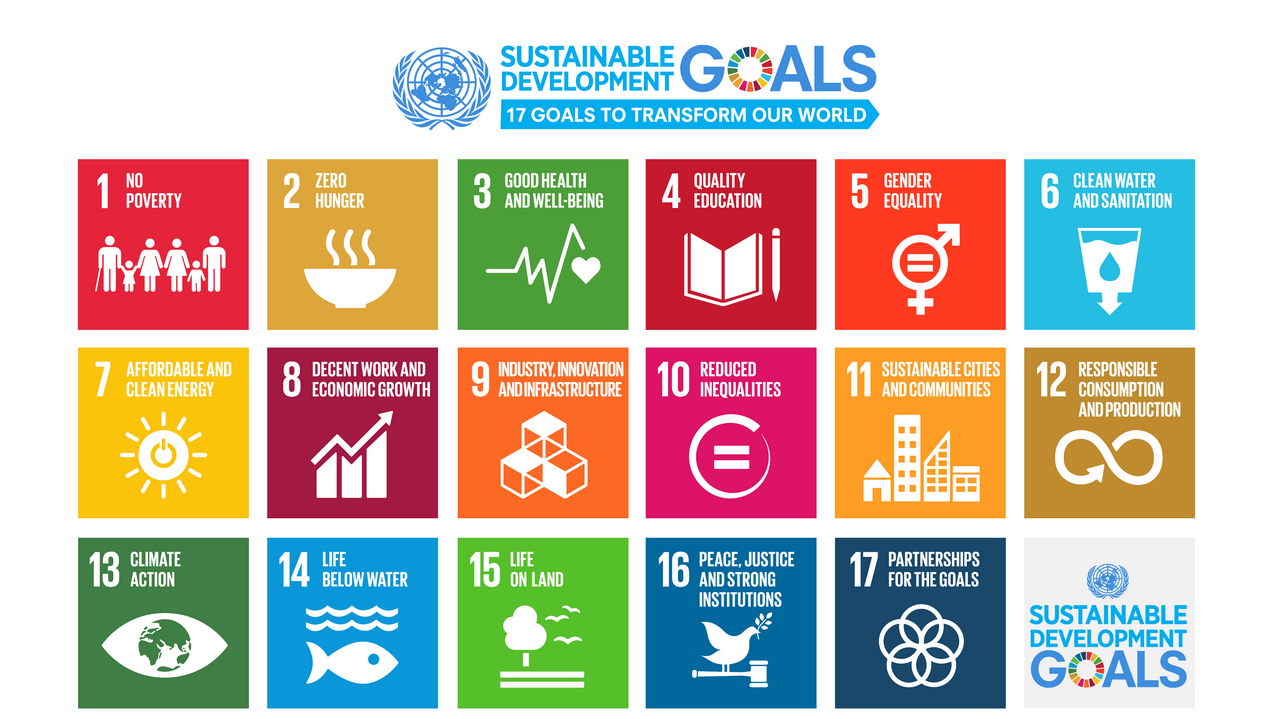 SUSTAINABLE
DEVELOPMENT
GOALS
17 GOALS TO TRANSFORM OUR WORLD
1 NO
POVERTY
2 ZERO
HUNGER
3 GOOD HEALTH
AND WELL-BEING
4 QUALITY
EDUCATION
5 GENDER
EQUALITY
6 CLEAN WATER
AND SANITATION
7 AFFORDABLE AND
CLEAN ENERGY
8 DECENT WORK AND
ECONOMIC GROWTH
9 INDUSTRY, INNOVATION
AND INFRASTRUCTURE
10 REDUCED
INEQUALITIES
11 SUSTAINABLE CITIES
AND COMMUNITIES
12 RESPONSIBLE
CONSUMPTION
AND PRODUCTION
13 CLIMATE
ACTION
14 LIFE
BELOW WATER
15 LIFE
ON LAND
16 PEACE, JUSTICE
AND STRONG
INSTITUTIONS
17 PARTNERSHIPS
FOR THE GOALS
SUSTAINABLE
DEVELOPMENT
GOALS